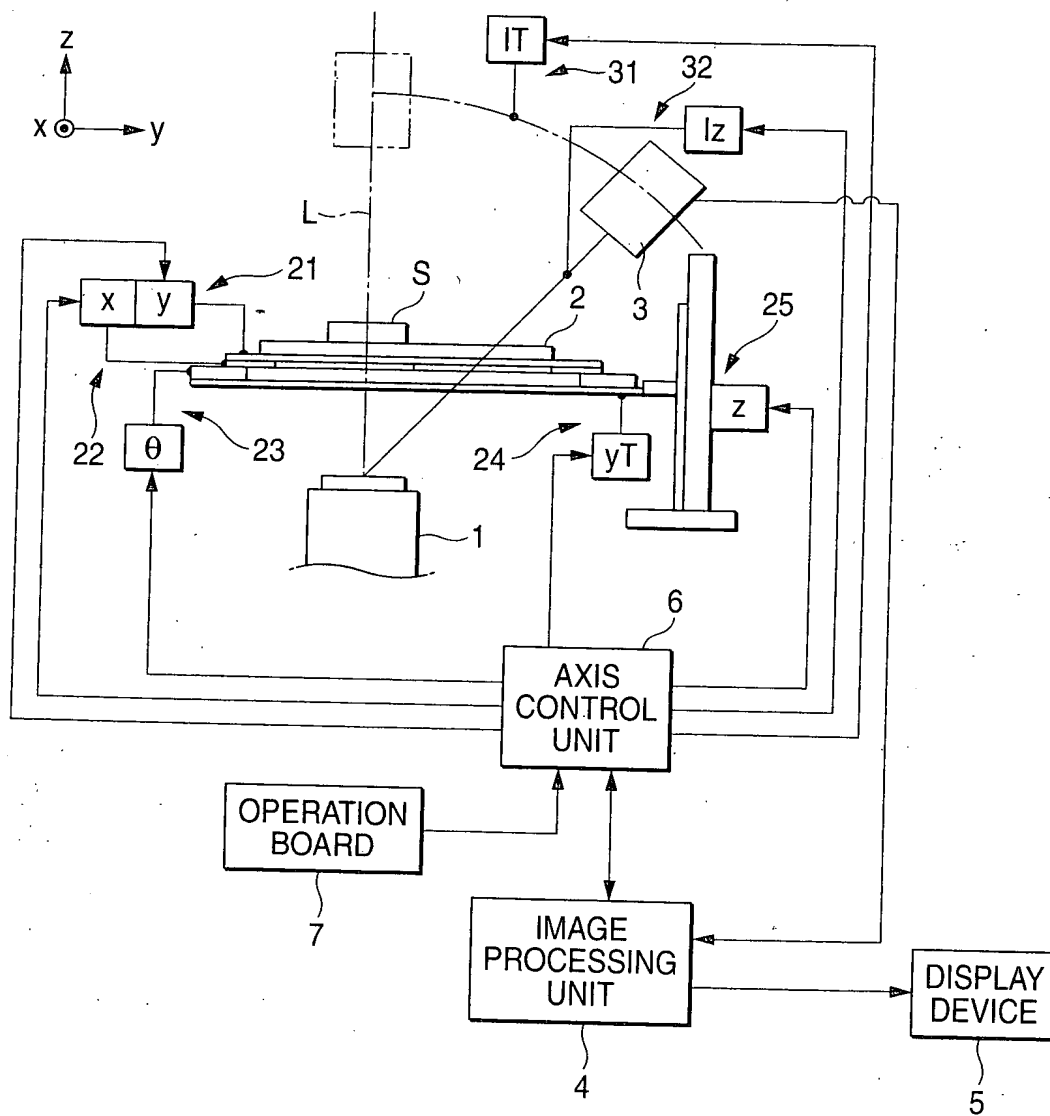 z
x
y
IT
31
32
Iz
L
21
x
y
S
2
3
25
z
22
θ
23
24
yT
1
6
AXIS
CONTROL
UNIT
OPERATION
BOARD
7
IMAGE
PROCESSING
UNIT
4
DISPLAY
DEVICE
5